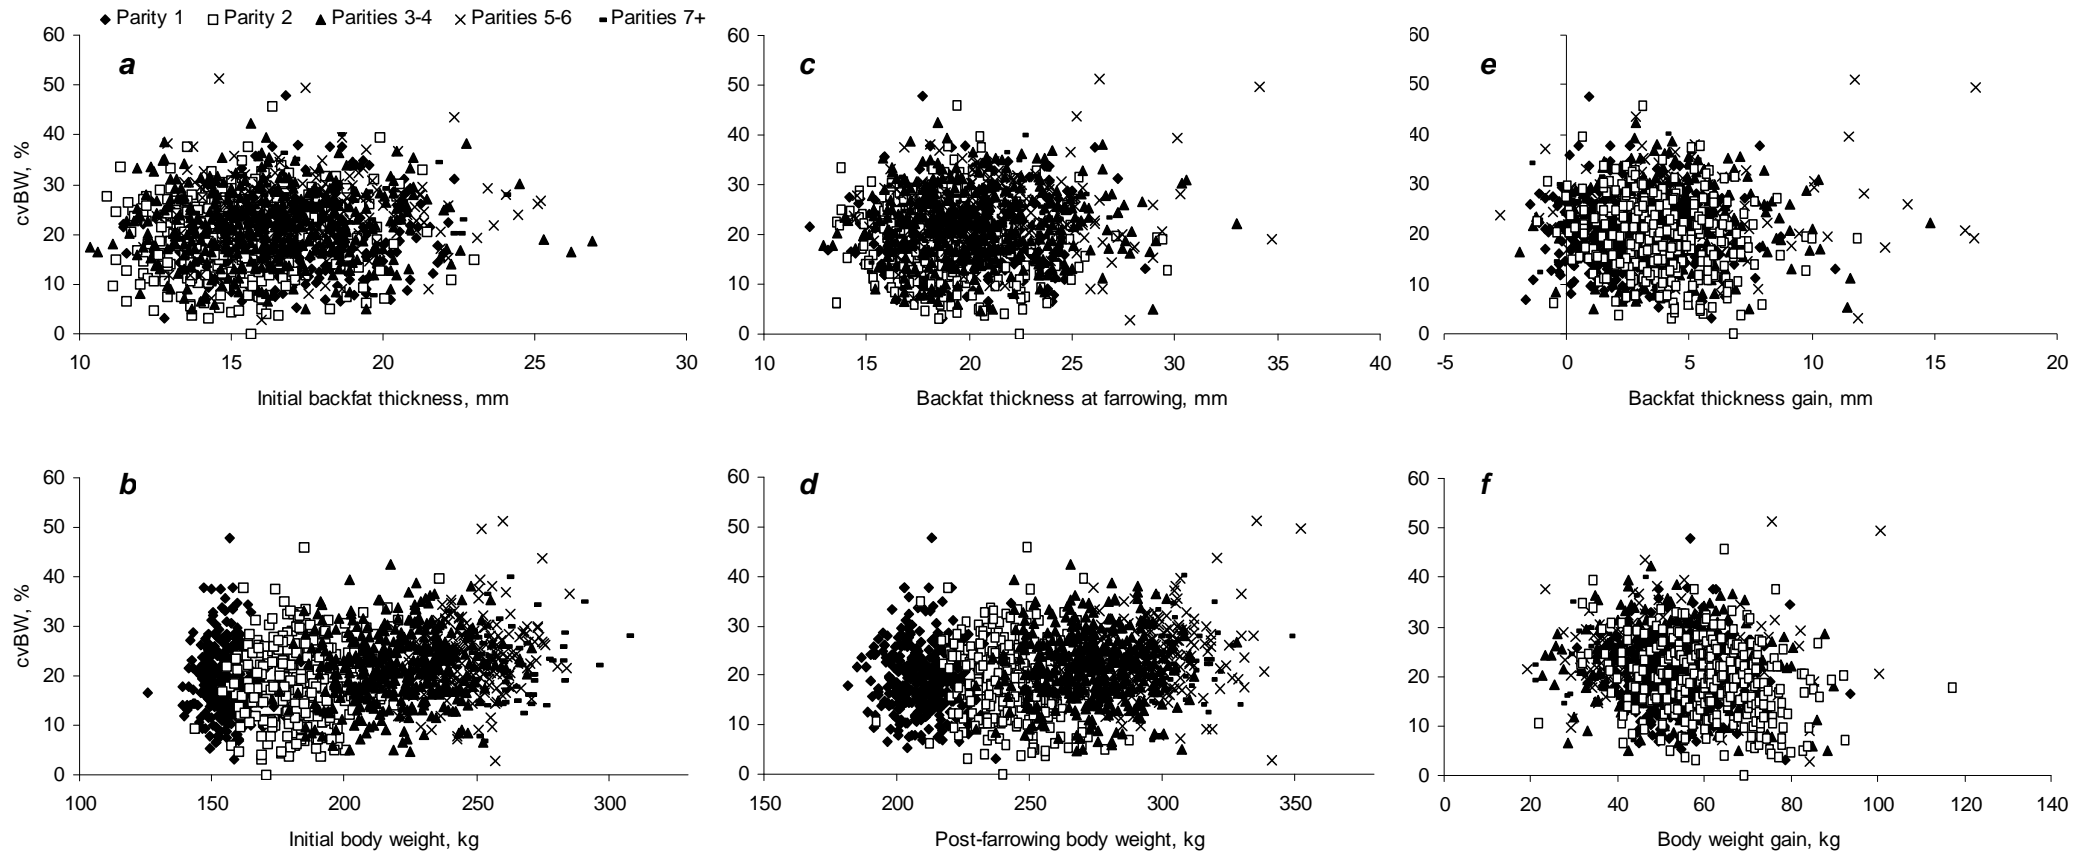 Parity 1 Parity 2 Parities 3-4 Parities 5-6 Parities 7+
a
cvBW, %
60
50
40
30
20
10
0
10 15 20 25 30
Initial backfat thickness, mm
c
60
50
40
30
20
10
0
10 15 20 25 30 35 40
Backfat thickness at farrowing, mm
e
60
50
40
30
20
10
0
-5 0 5 10 15 20
Backfat thickness gain, mm
b
cvBW, %
60
50
40
30
20
10
0
100 150 200 250 300
Initial body weight, kg
d
60
50
40
30
20
10
0
150 200 250 300 350
Post-farrowing body weight, kg
f
60
50
40
30
20
10
0
0 20 40 60 80 100 120 140
Body weight gain, kg